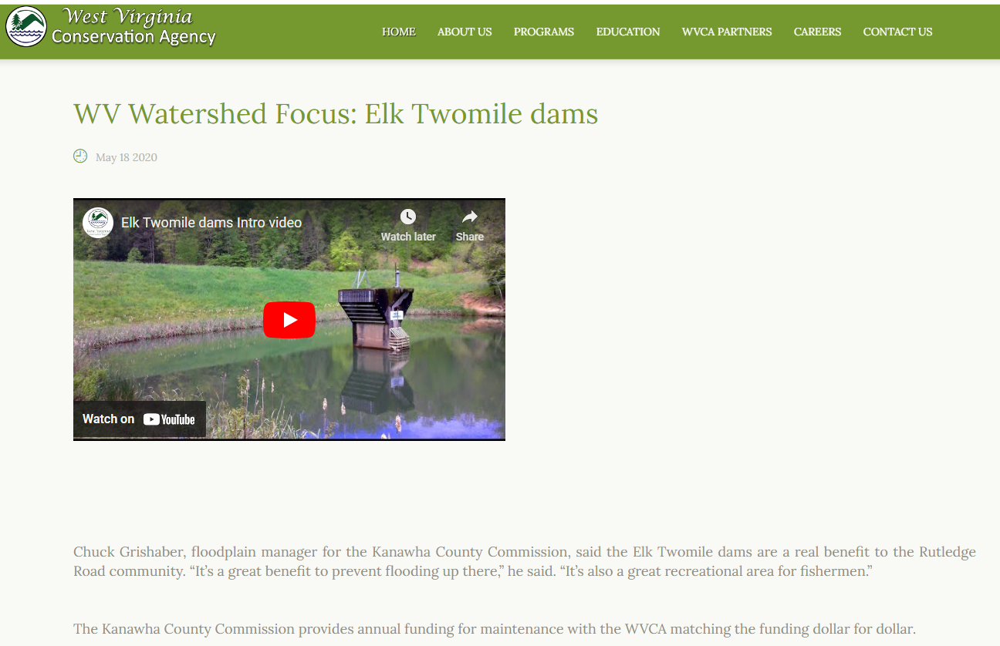 West Virginia
Conservation Agency
HOME ABOUT US PROGRAMS EDUCATION WVCA PARTNERS CAREERS CONTACT US
WV Watershed Focus: Elk Twomile dams
May 18 2020
Elk Twomile dams Intro video
Watch later Share
Watch on YouTube
Chuck Grishaber, floodplain manager for the Kanawha County Commission, said the Elk Twomile dams are a real benefit to the Rutledge
Road community. “It’s a great benefit to prevent flooding up there,” he said. “It’s also a great recreational area for fishermen.”
The Kanawha County Commission provides annual funding for maintenance with the WVCA matching the funding dollar for dollar.